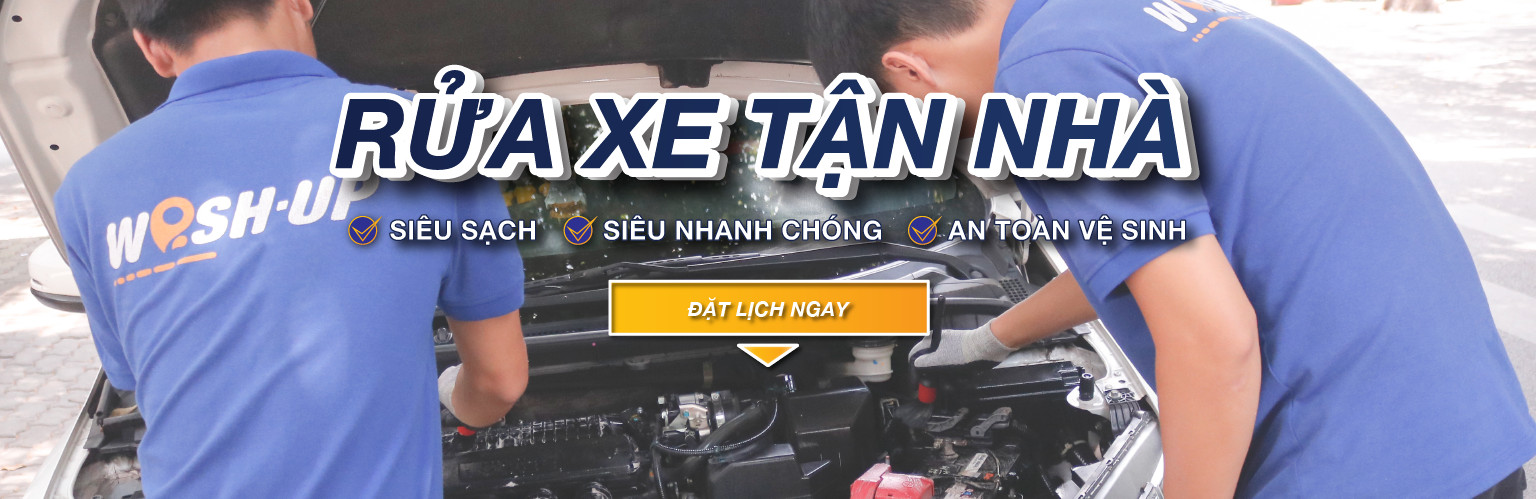 RỬA XE TẬN NHÀ
WASH-UP
SIÊU SẠCH SIÊU NHANH CHÓNG AN TOÀN VỆ SINH
ĐẶT LỊCH NGAY